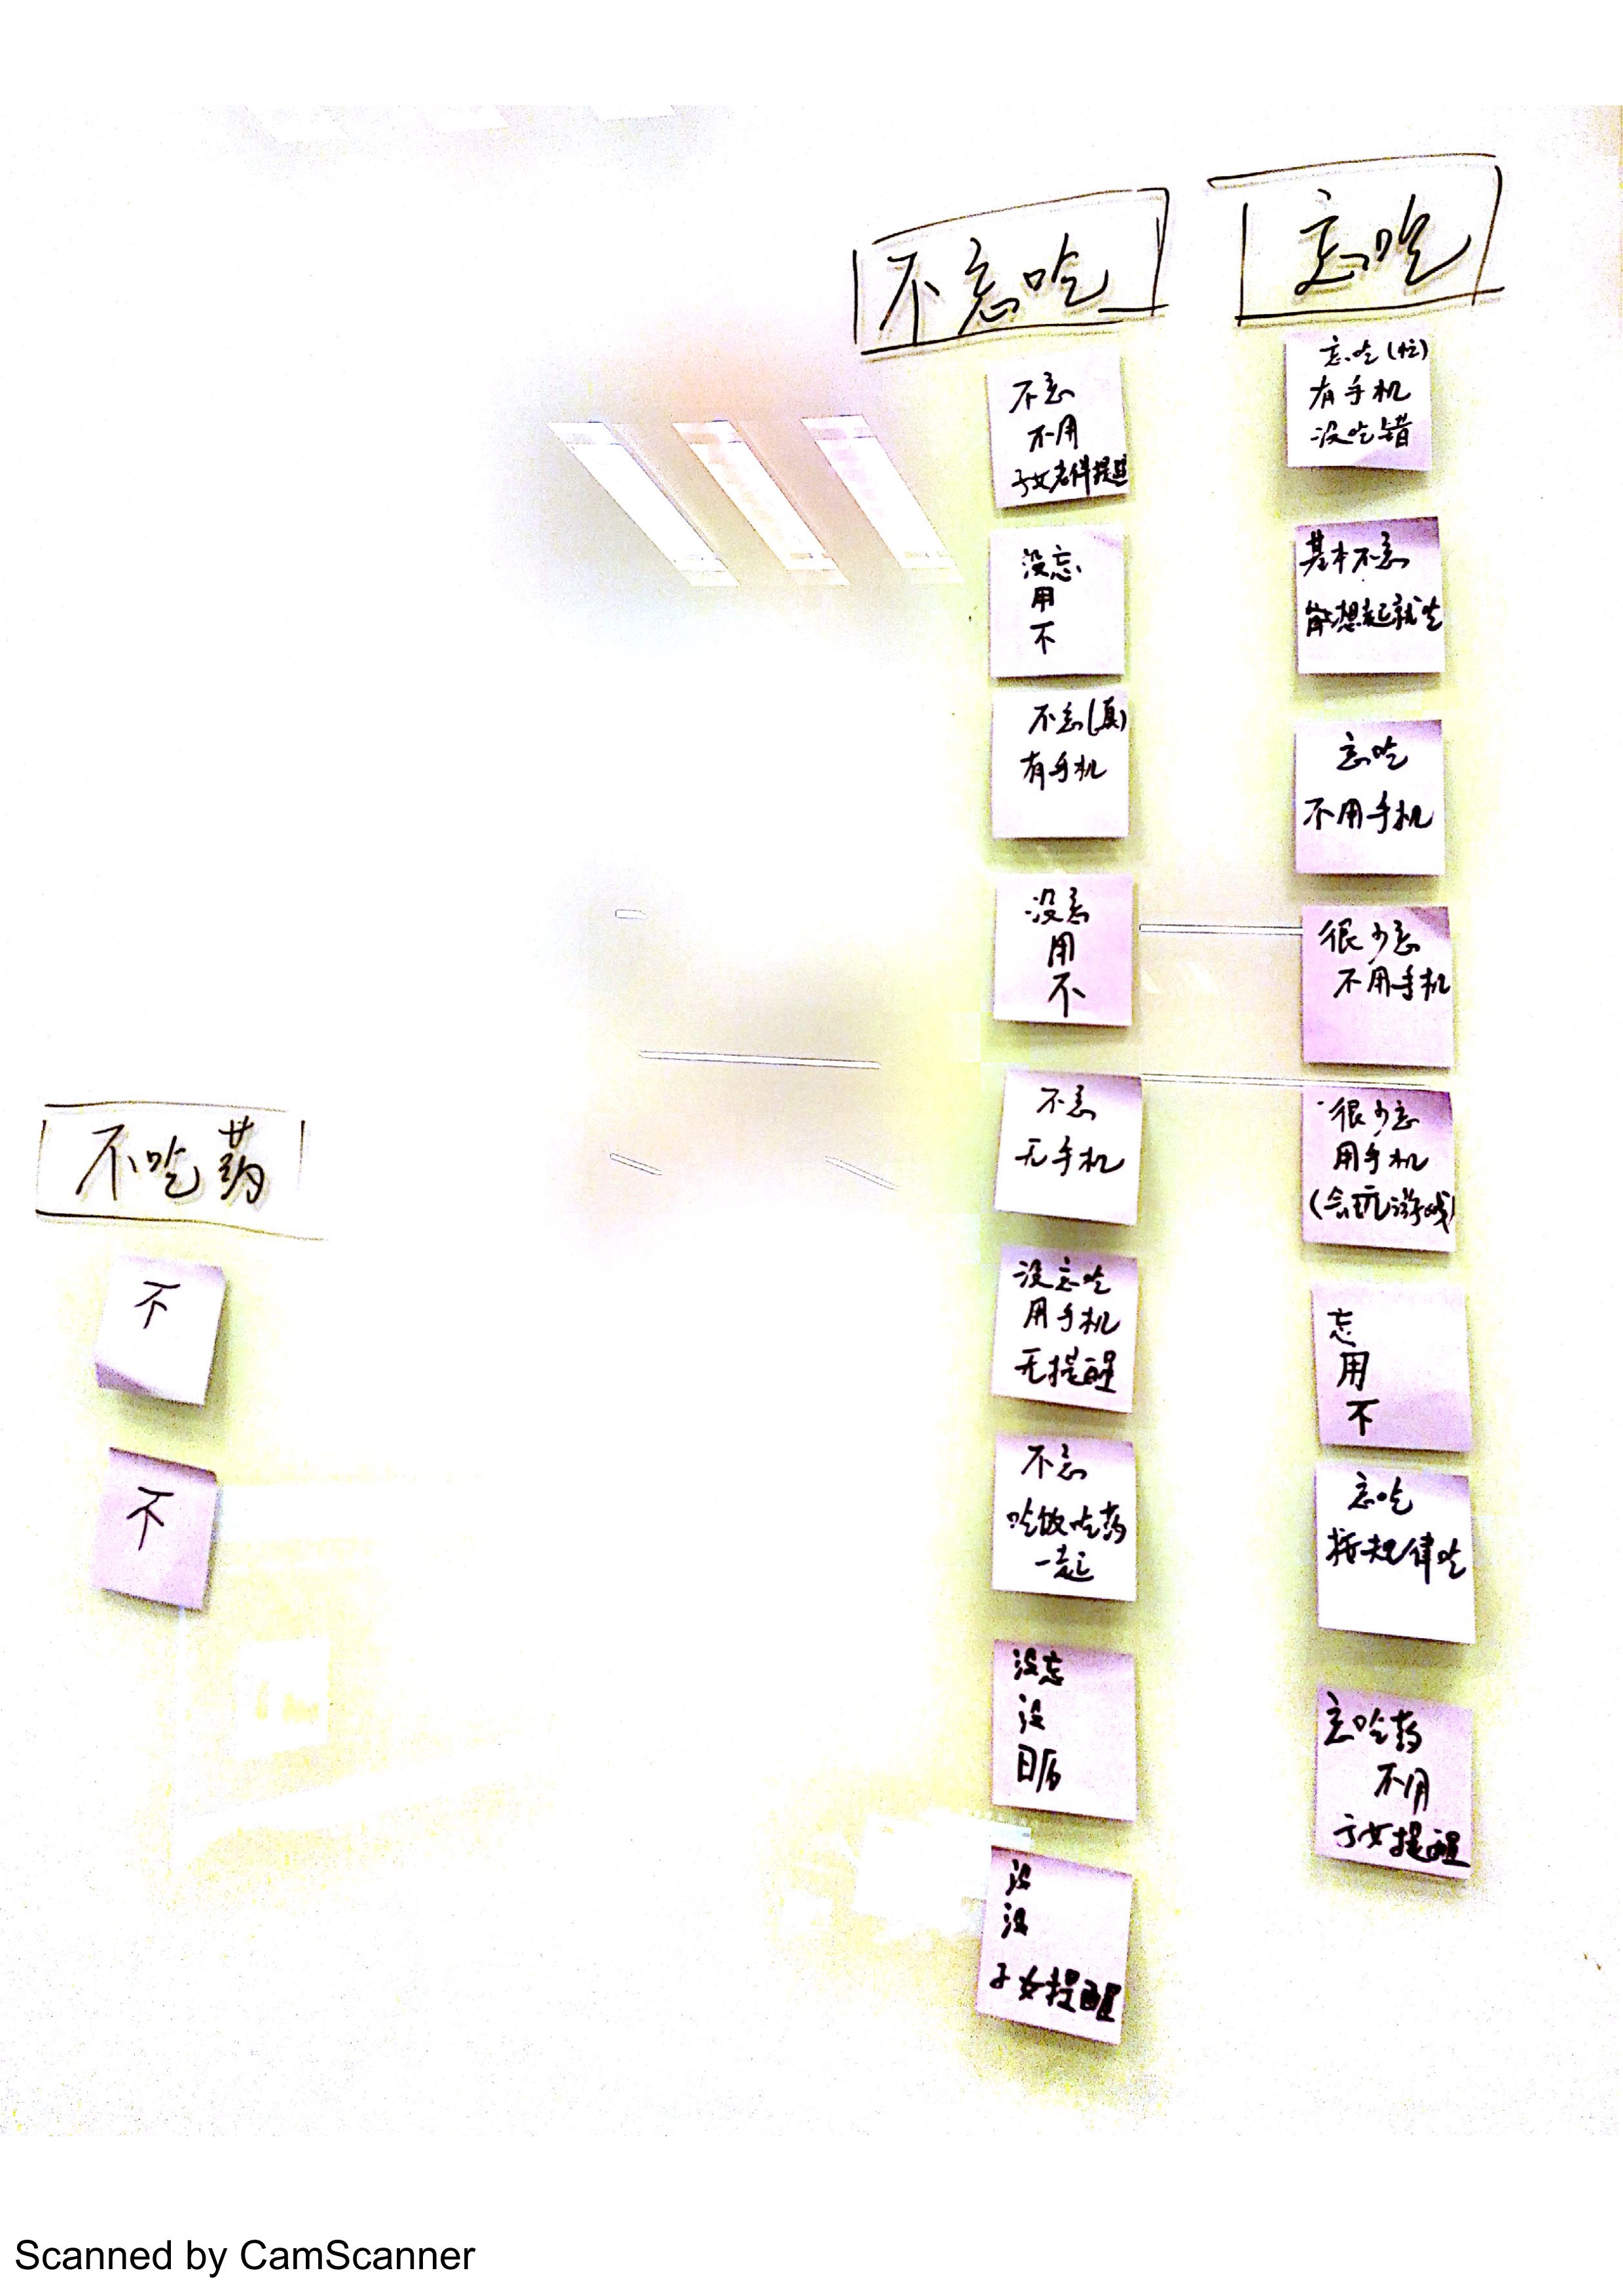 不忘吃
不忘
不用
子女老伴提醒
没忘
用
不
不忘(真)
有手机
没忘
用
不
不忘
无手机
没忘吃
用手机
无提醒
不忘
吃饭吃药
一起
没忘
没
日历
没
没
子女提醒
忘吃
忘吃(忙)
有手机
没吃错
基本不忘
能想起就吃
忘吃
不用手机
很少忘
不用手机
很少忘
用手机
(会玩游戏)
忘
用
不
忘吃
按规律吃
忘吃药
不用
子女提醒
不吃药
不
不
Scanned by CamScanner